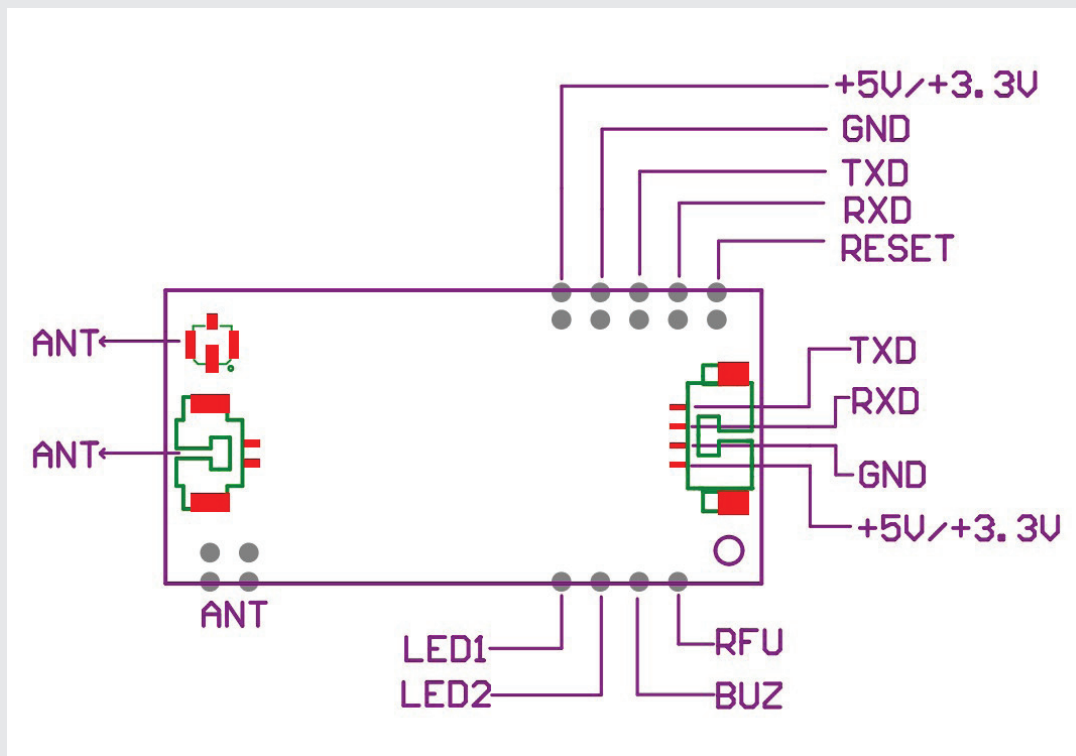 +5V/+3.3V
GND
TXD
RXD
RESET
ANT
TXD
RXD
ANT
GND
+5V/+3.3V
ANT
LED1
RFU
LED2
BUZ